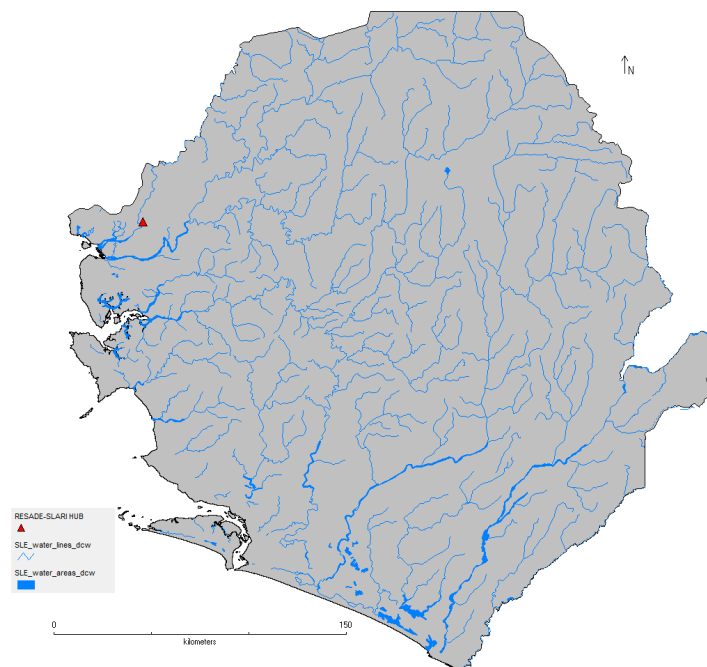 N
RESADE-SLARI HUB
SLE_water_lines_dcw
SLE_water_areas_dcw
0
150
kilometers